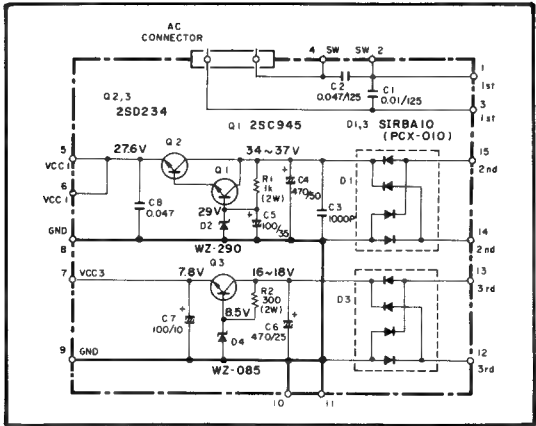 AC
CONNECTOR
4 SW SW 2
1
1st
C2
0.047/125
C1
0.01/125
3
1st
Q2,3
2SD234
Q1 2SC945
D1,3 SIRBA10
(PCX-010)
5
VCC1
27.6V
Q2
34~37V
15
2nd
6
VCC1
Q1
R1
1k
(2W)
+
C4
470/50
D1
C8
0.047
29V
D2
+
C5
100/35
C3
1000P
GND
8
WZ-290
14
2nd
7 VCC3
7.8V
Q3
16~18V
13
3rd
8.5V
R2
300
(2W)
+
C6
470/25
D3
+
C7
100/10
D4
9 GND
WZ-085
12
3rd
10
11